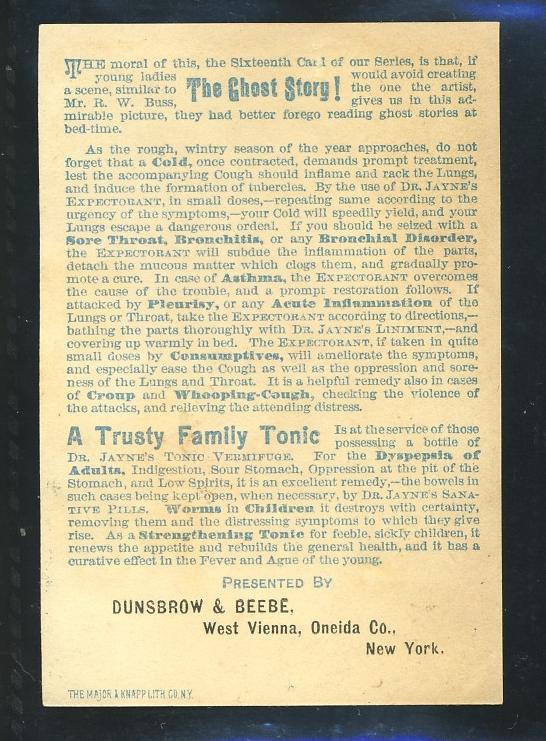 THE moral of this, the Sixteenth Card of our Series, is that, if
young ladies would avoid creating
a scene, similar to The Ghost Story! the one the artist,
Mr. R. W. Buss, gives us in this ad-
mirable picture, they had better forego reading ghost stories at
bed-time.
As the rough, wintry season of the year approaches, do not
forget that a Cold, once contracted, demands prompt treatment,
lest the accompanying Cough should inflame and rack the Lungs,
and induce the formation of tubercles. By the use of DR. JAYNE'S
EXPECTORANT, in small doses,—repeating same according to the
urgency of the symptoms,—your Cold will speedily yield, and your
Lungs escape a dangerous ordeal. If you should be seized with a
Sore Throat, Bronchitis, or any Bronchial Disorder,
the EXPECTORANT will subdue the inflammation of the parts,
detach the mucous matter which clogs them, and gradually pro-
mote a cure. In case of Asthma, the EXPECTORANT overcomes
the cause of the trouble, and a prompt restoration follows. If
attacked by Pleurisy, or any Acute Inflammation of the
Lungs or Throat, take the EXPECTORANT according to directions,—
bathing the parts thoroughly with DR. JAYNE'S LINIMENT,—and
covering up warmly in bed. The EXPECTORANT, if taken in quite
small doses by Consumptives, will ameliorate the symptoms,
and especially ease the Cough as well as the oppression and sore-
ness of the Lungs and Throat. It is a helpful remedy also in cases
of Croup and Whooping-Cough, checking the violence of
the attacks, and relieving the attending distress.
A Trusty Family Tonic Is at the service of those
possessing a bottle of
DR. JAYNE'S TONIC VERMIFUGE. For the Dyspepsia of
Adults, Indigestion, Sour Stomach, Oppression at the pit of the
Stomach, and Low Spirits, it is an excellent remedy,—the bowels in
such cases being kept open, when necessary, by DR. JAYNE'S SANA-
TIVE PILLS. Worms in Children it destroys with certainty,
removing them and the distressing symptoms to which they give
rise. As a Strengthening Tonic for feeble, sickly children, it
renews the appetite and rebuilds the general health, and it has a
curative effect in the Fever and Ague of the young.
PRESENTED BY
DUNSBROW & BEEBE,
West Vienna, Oneida Co.,
New York.
THE MAJOR & KNAPP LITH. CO. N.Y.